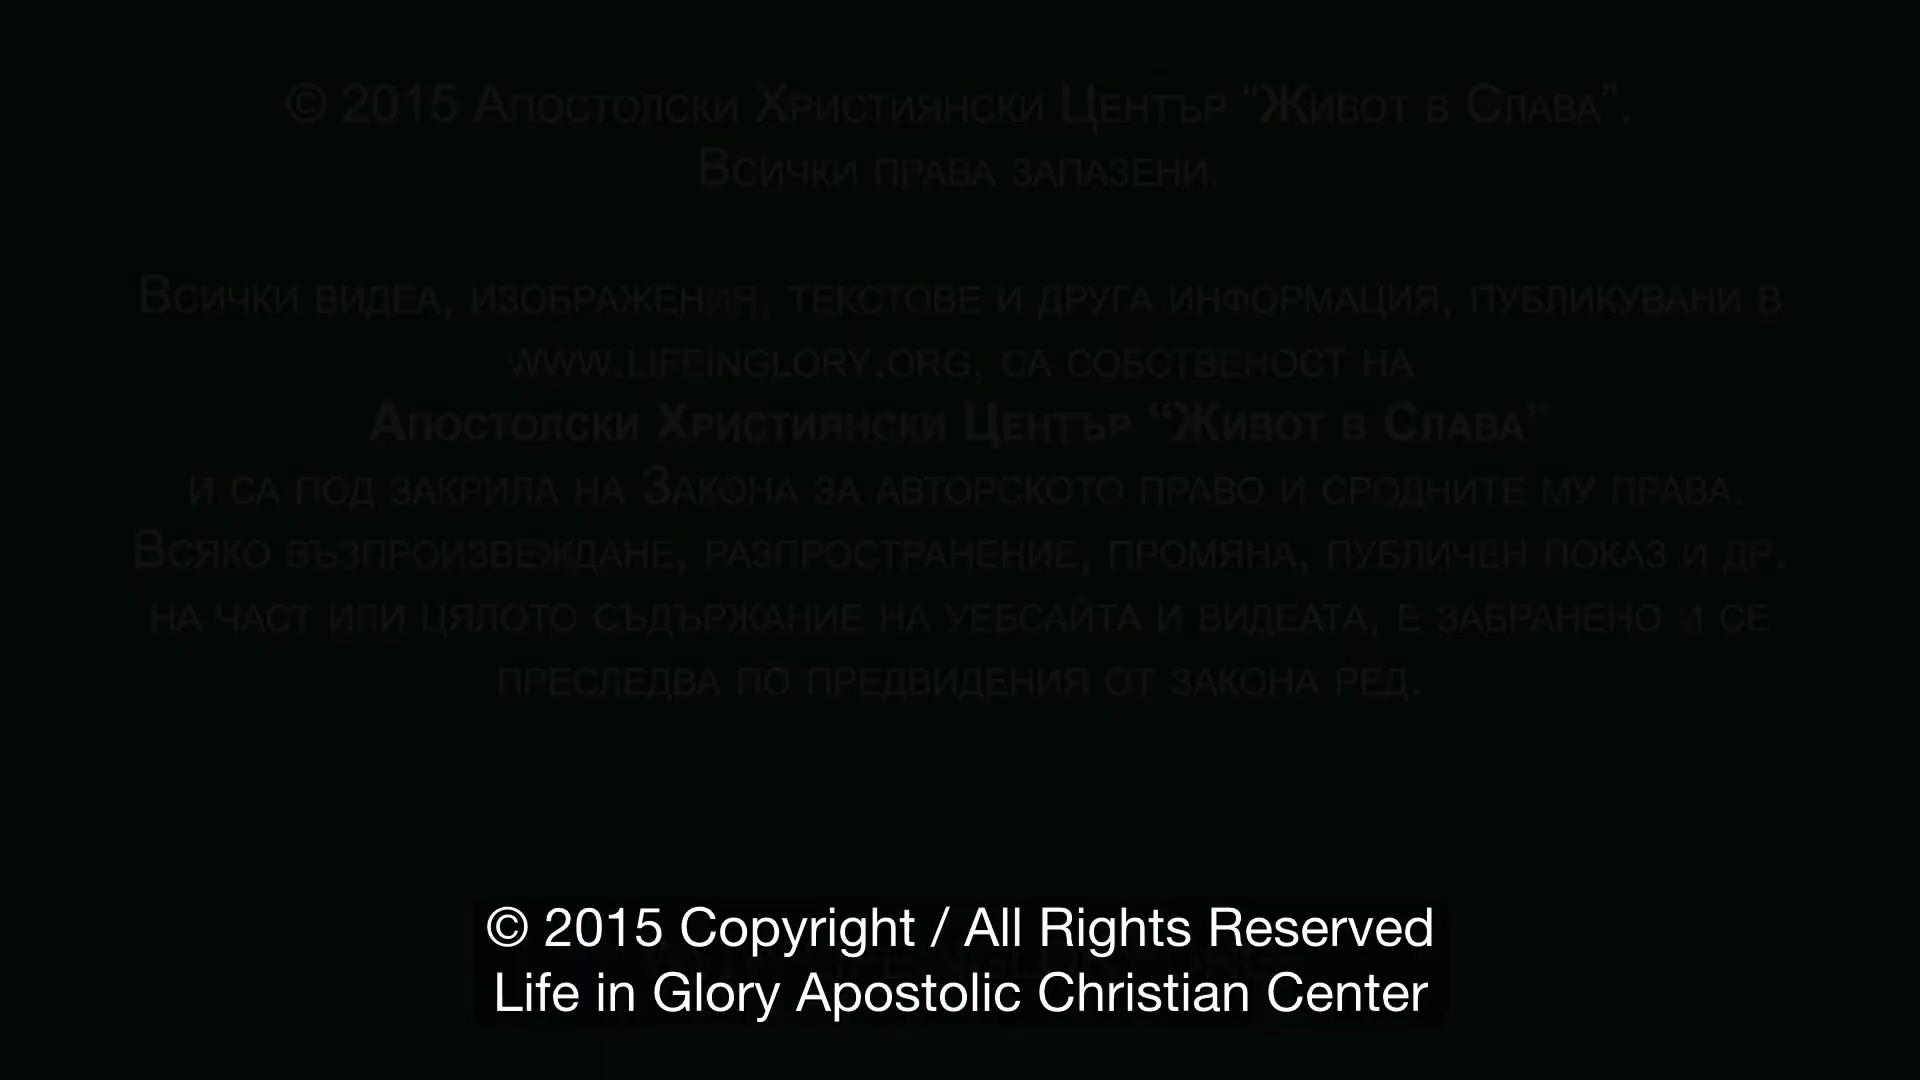 © 2015 Апостолски Християнски Център “Живот в Слава”.
Всички права запазени.
Всички видеа, изображения, текстове и друга информация, публикувани в
www.lifeinglory.org, са собственост на
Апостолски Християнски Център “Живот в Слава”
и са под закрила на Закона за авторското право и сродните му права.
Всяко възпроизвеждане, разпространение, промяна, публичен показ и др.
на част или цялото съдържание на уебсайта и видеата, е забранено и се
преследва по предвидения от закона ред.
© 2015 Copyright / All Rights Reserved
Life in Glory Apostolic Christian Center